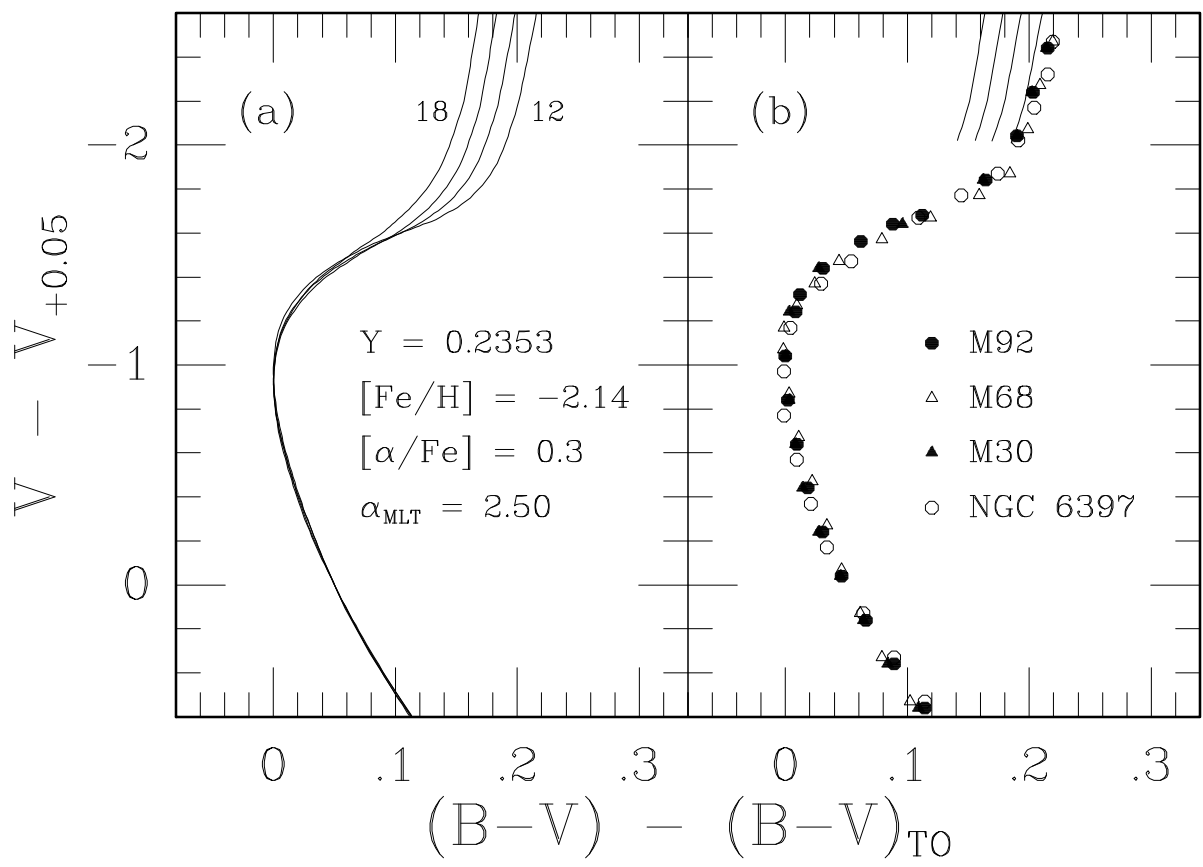 (a)
18
12
(b)
−2
−1
0
V − V+0.05
Y = 0.2353
[Fe/H] = −2.14
[α/Fe] = 0.3
αMLT = 2.50
M92
M68
M30
NGC 6397
0 .1 .2 .3 0 .1 .2 .3
(B−V) − (B−V)TO